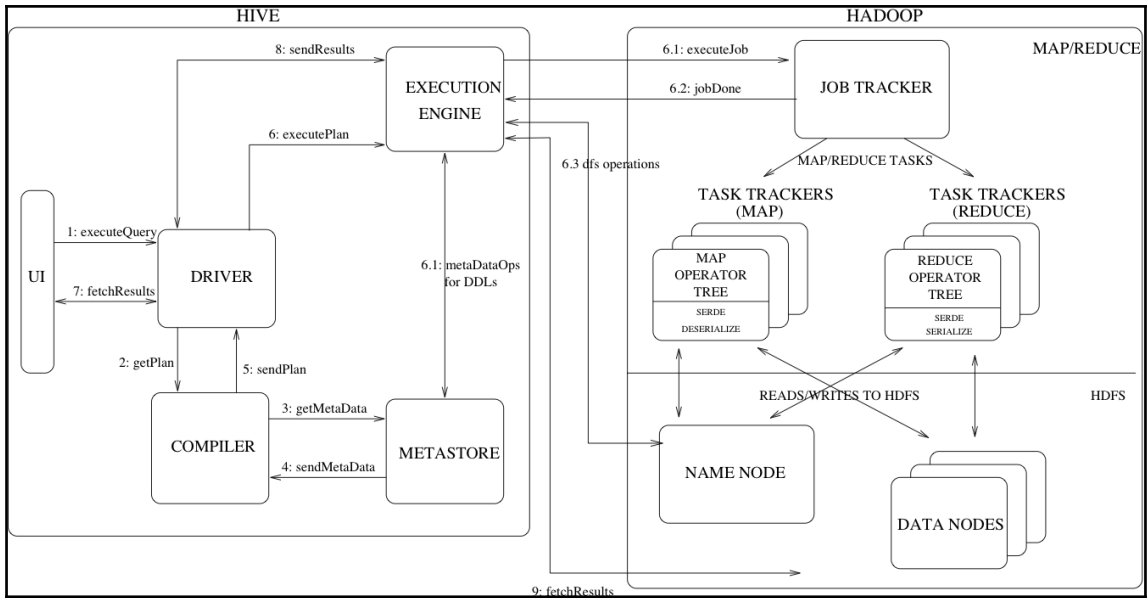 HIVE
HADOOP
8: sendResults
6.1: executeJob
MAP/REDUCE
EXECUTION
ENGINE
6.2: jobDone
JOB TRACKER
6: executePlan
6.3 dfs operations
MAP/REDUCE TASKS
TASK TRACKERS
(MAP)
TASK TRACKERS
(REDUCE)
1: executeQuery
UI
DRIVER
7: fetchResults
6.1: metaDataOps
for DDLs
MAP
OPERATOR
TREE
SERDE
DESERIALIZE
REDUCE
OPERATOR
TREE
SERDE
SERIALIZE
2: getPlan
5: sendPlan
READS/WRITES TO HDFS
HDFS
3: getMetaData
COMPILER
METASTORE
4: sendMetaData
NAME NODE
DATA NODES
9: fetchResults